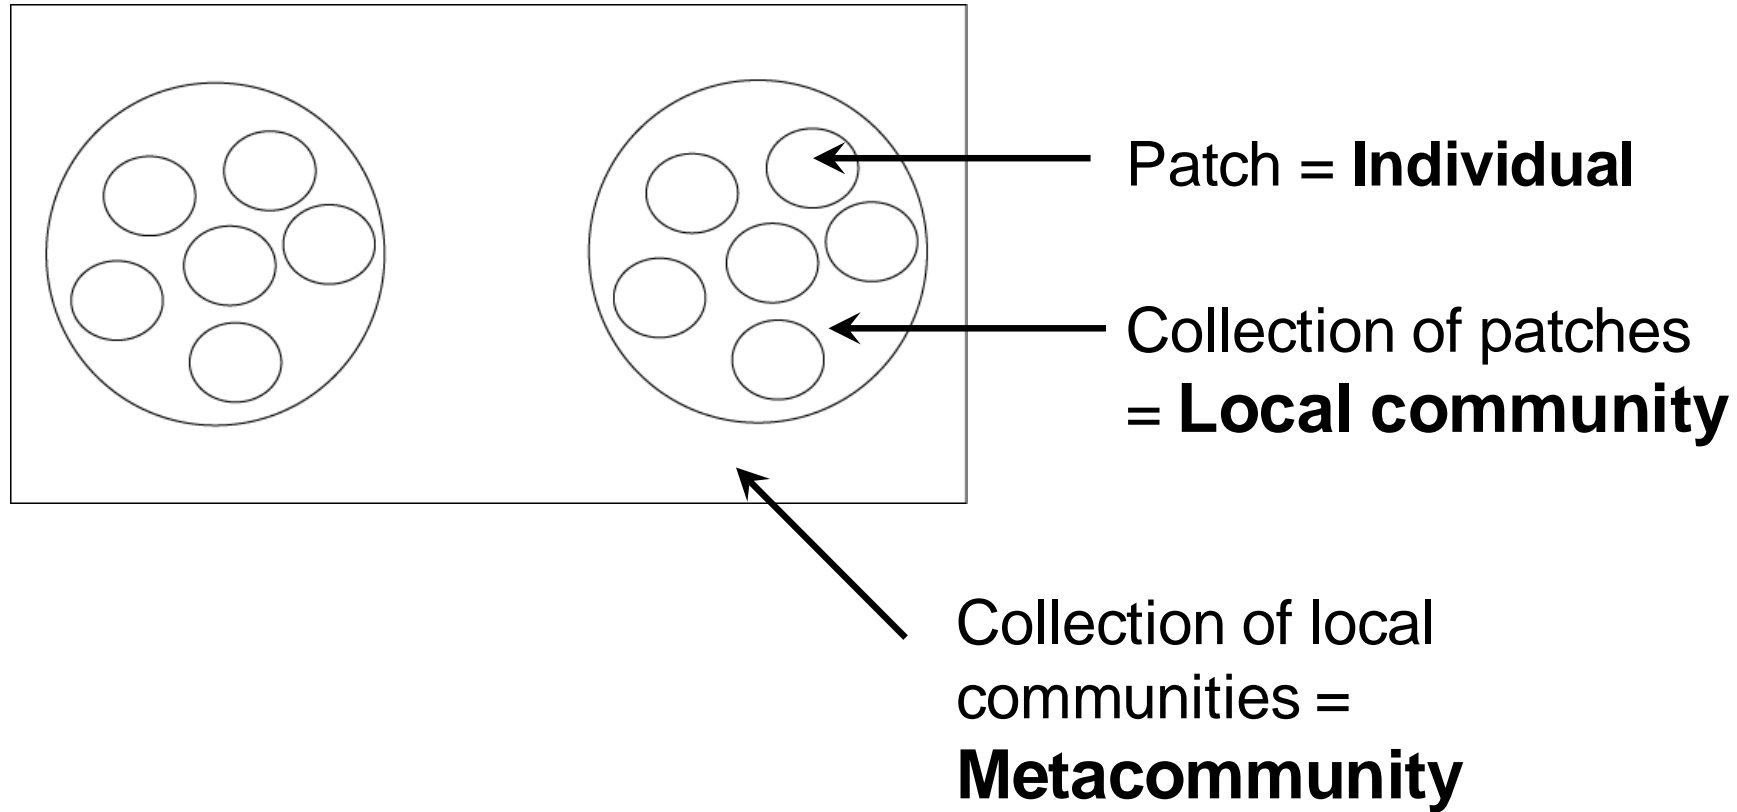 Patch = Individual
Collection of patches
= Local community
Collection of local
communities =
Metacommunity